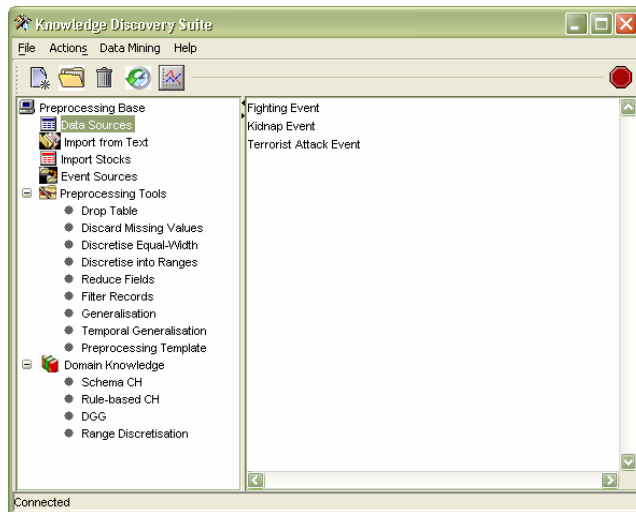 Knowledge Discovery Suite
File Actions Data Mining Help
Preprocessing Base
Data Sources
Import from Text
Import Stocks
Event Sources
Preprocessing Tools
Drop Table
Discard Missing Values
Discretise Equal-Width
Discretise into Ranges
Reduce Fields
Filter Records
Generalisation
Temporal Generalisation
Preprocessing Template
Domain Knowledge
Schema CH
Rule-based CH
DGG
Range Discretisation
Fighting Event
Kidnap Event
Terrorist Attack Event
Connected